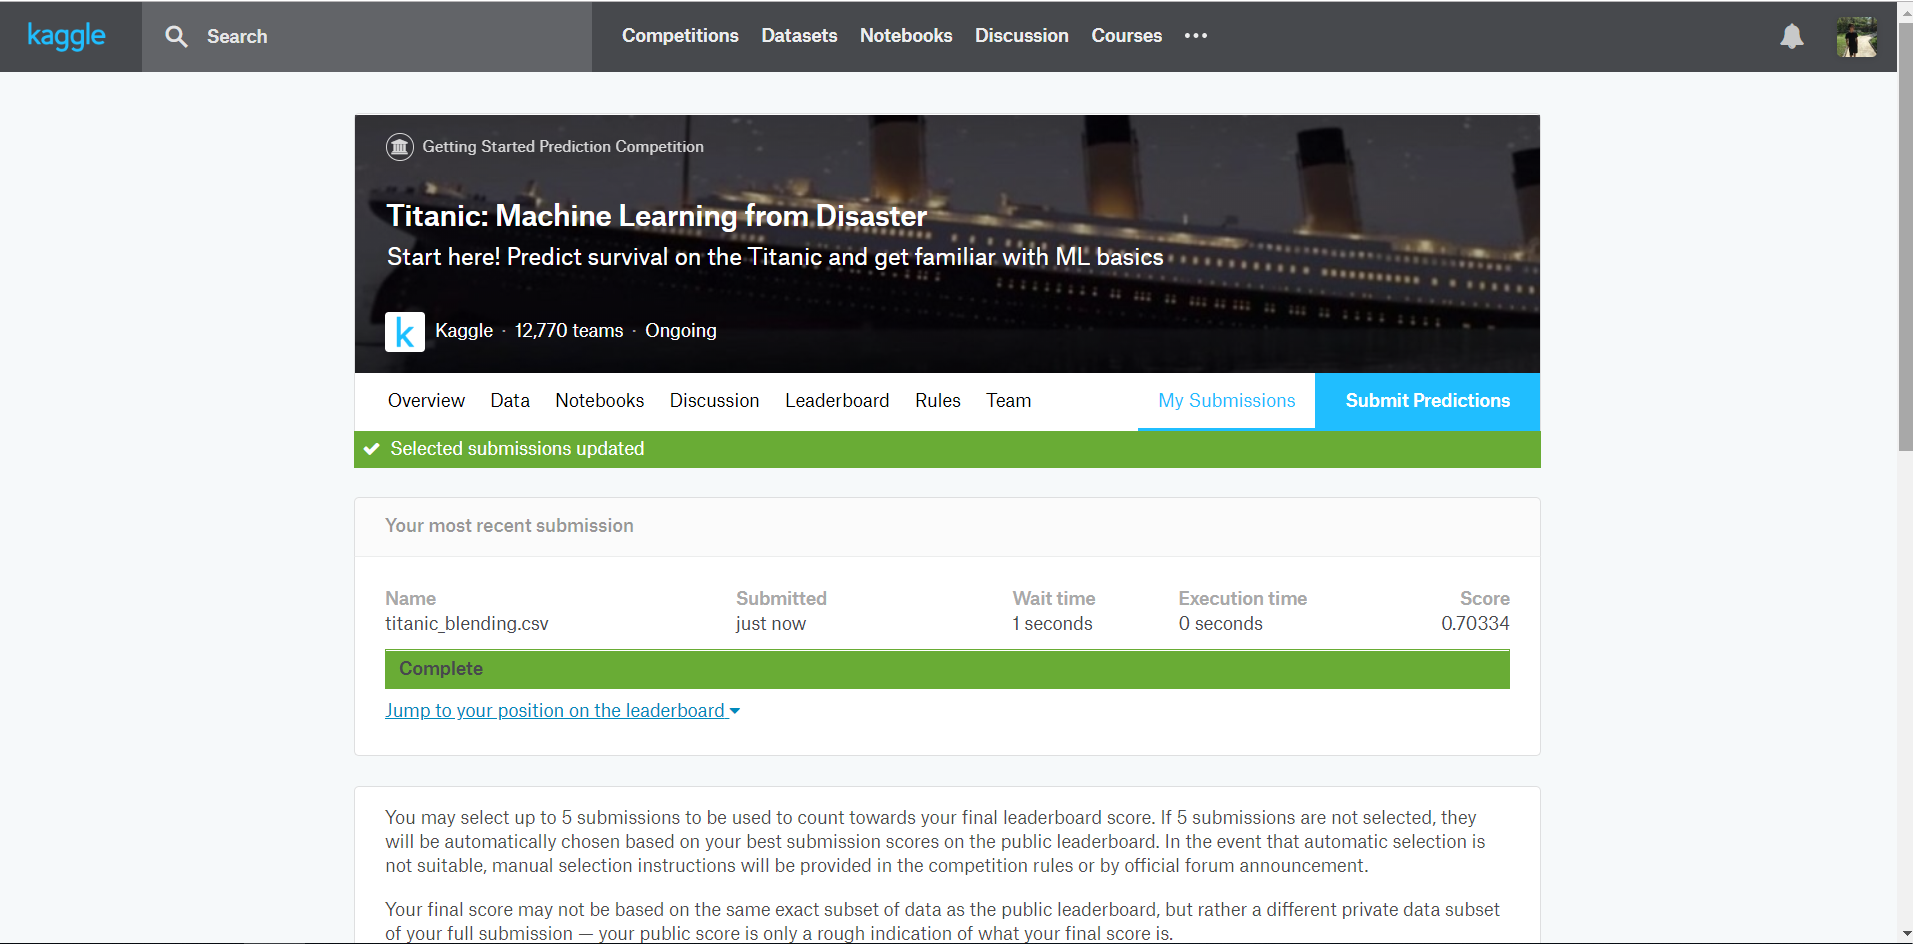 kaggle
Search
Competitions Datasets Notebooks Discussion Courses •••
Getting Started Prediction Competition
Titanic: Machine Learning from Disaster
Start here! Predict survival on the Titanic and get familiar with ML basics
k
Kaggle · 12,770 teams · Ongoing
Overview Data Notebooks Discussion Leaderboard Rules Team My Submissions Submit Predictions
Selected submissions updated
Your most recent submission
Name Submitted Wait time Execution time Score
titanic_blending.csv just now 1 seconds 0 seconds 0.70334
Complete
Jump to your position on the leaderboard
You may select up to 5 submissions to be used to count towards your final leaderboard score. If 5 submissions are not selected, they
will be automatically chosen based on your best submission scores on the public leaderboard. In the event that automatic selection is
not suitable, manual selection instructions will be provided in the competition rules or by official forum announcement.
Your final score may not be based on the same exact subset of data as the public leaderboard, but rather a different private data subset
of your full submission — your public score is only a rough indication of what your final score is.